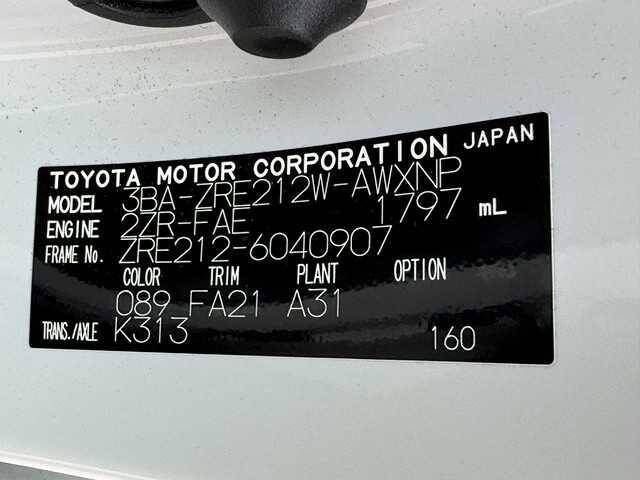 TOYOTA MOTOR CORPORATION JAPAN
MODEL 3BA-ZRE212W-AWXNP
ENGINE 2ZR-FAE 1797 mL
FRAME No. ZRE212-6040907
COLOR TRIM PLANT OPTION
089 FA21 A31
TRANS./AXLE K313
160